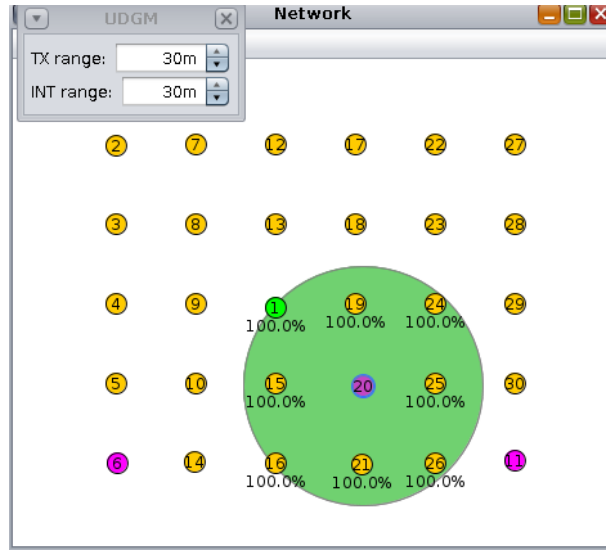 UDGM
Network
TX range: 30m
INT range: 30m
2 7 12 17 22 27
3 8 13 18 23 28
4 9 1 19 24 29
100.0% 100.0% 100.0%
5 10 15 20 25 30
100.0% 100.0%
6 14 16 21 26 11
100.0% 100.0% 100.0%